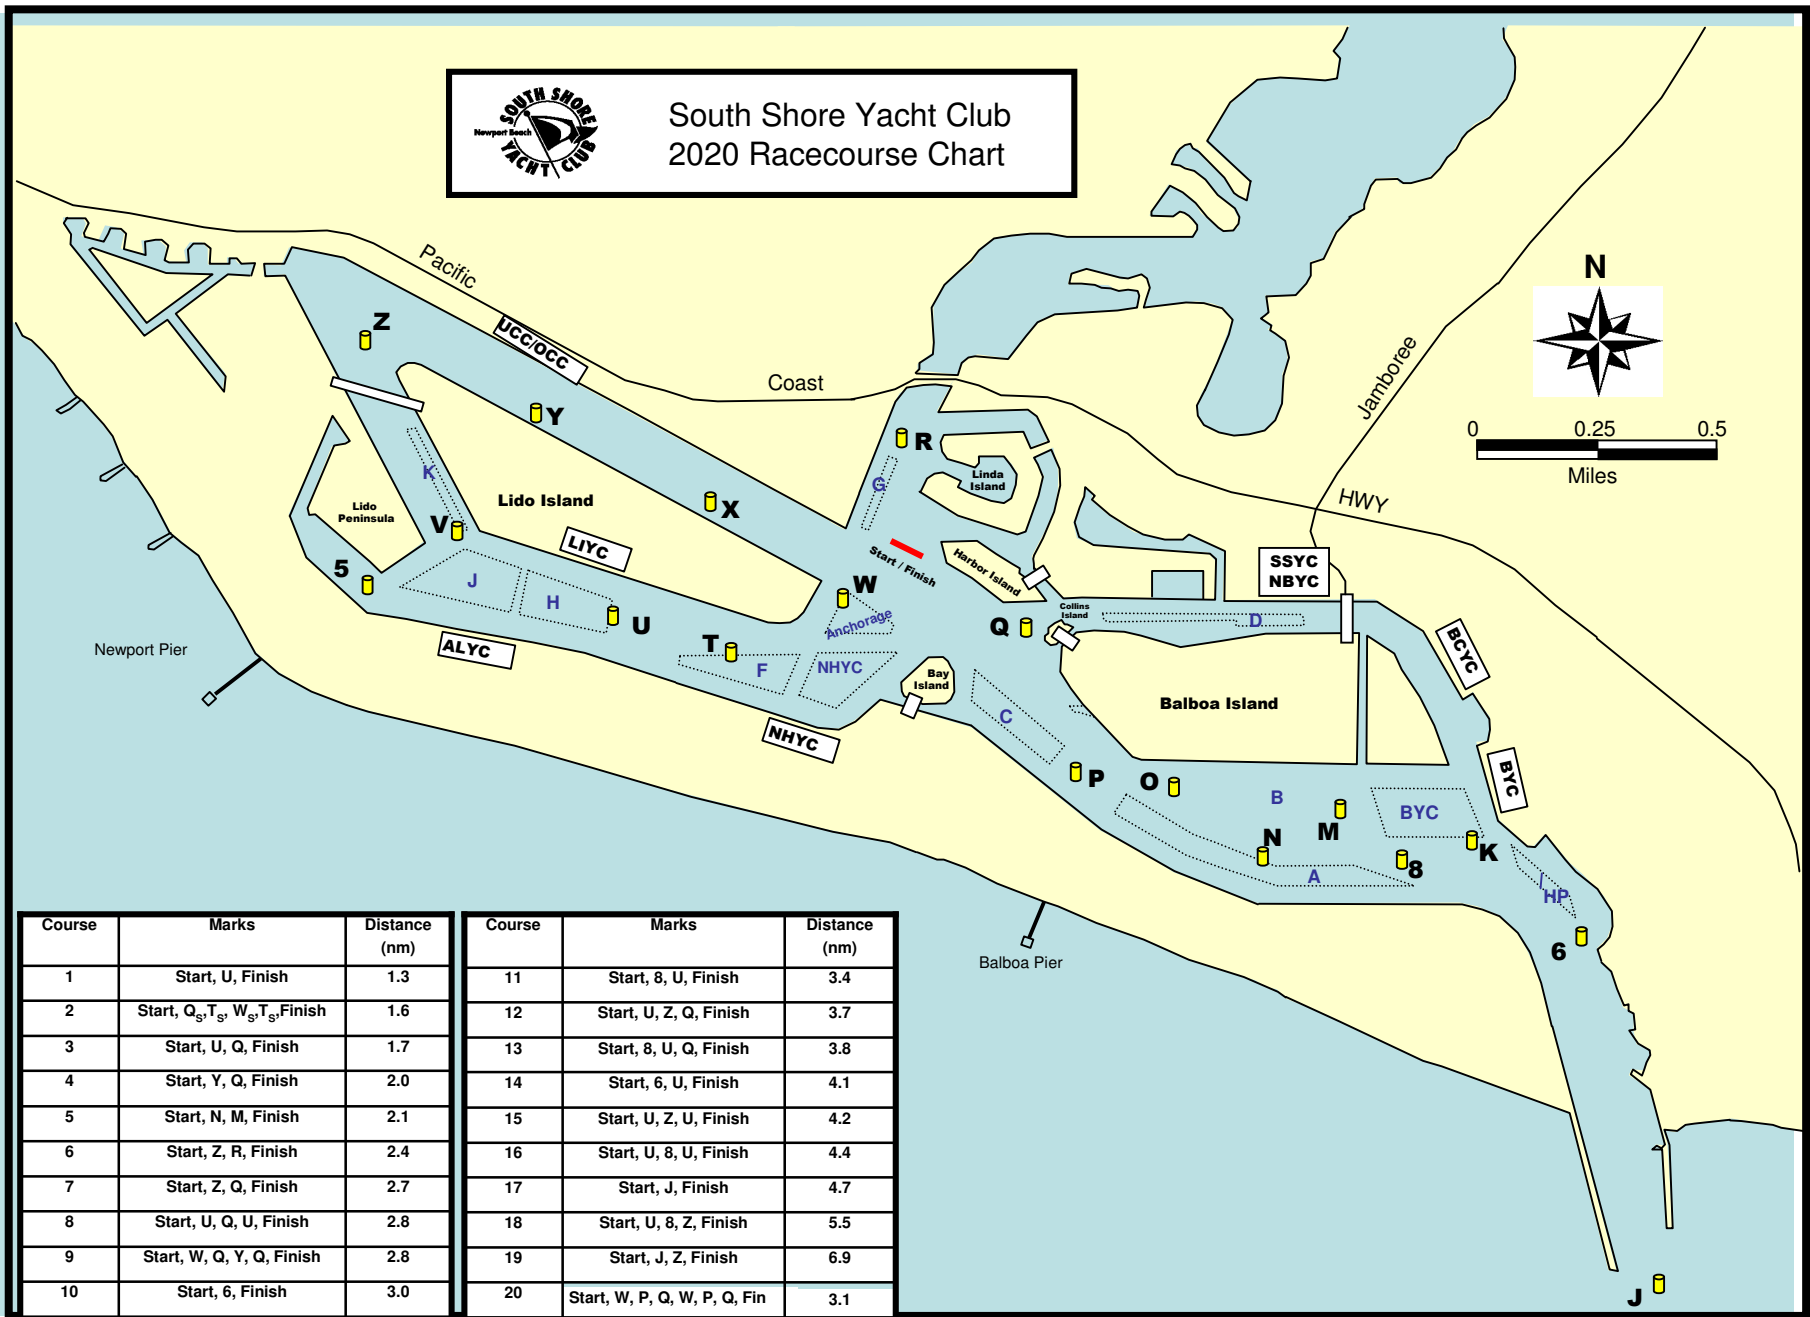 SOUTH SHORE
Newport Beach
YACHT CLUB
South Shore Yacht Club
2020 Racecourse Chart
N
0 0.25 0.5
Miles
Pacific
Coast
HWY
Jamboree
UCC/OCC
Z
Y
X
R
G
Linda
Island
K
Lido Island
Lido
Peninsula
V
LIYC
Start / Finish
Harbor Island
SSYC
NBYC
5
J
H
U
W
Anchorage
Q
Collins
Island
D
BCYC
ALYC
T
F
NHYC
Bay
Island
Balboa Island
Newport Pier
NHYC
C
P
O
B
M
BYC
BYC
N
8
K
A
HP
6
Balboa Pier
J
Course Marks Distance
(nm)
1 Start, U, Finish 1.3
2 Start, QS,TS, WS,TS,Finish 1.6
3 Start, U, Q, Finish 1.7
4 Start, Y, Q, Finish 2.0
5 Start, N, M, Finish 2.1
6 Start, Z, R, Finish 2.4
7 Start, Z, Q, Finish 2.7
8 Start, U, Q, U, Finish 2.8
9 Start, W, Q, Y, Q, Finish 2.8
10 Start, 6, Finish 3.0
Course Marks Distance
(nm)
11 Start, 8, U, Finish 3.4
12 Start, U, Z, Q, Finish 3.7
13 Start, 8, U, Q, Finish 3.8
14 Start, 6, U, Finish 4.1
15 Start, U, Z, U, Finish 4.2
16 Start, U, 8, U, Finish 4.4
17 Start, J, Finish 4.7
18 Start, U, 8, Z, Finish 5.5
19 Start, J, Z, Finish 6.9
20 Start, W, P, Q, W, P, Q, Fin 3.1